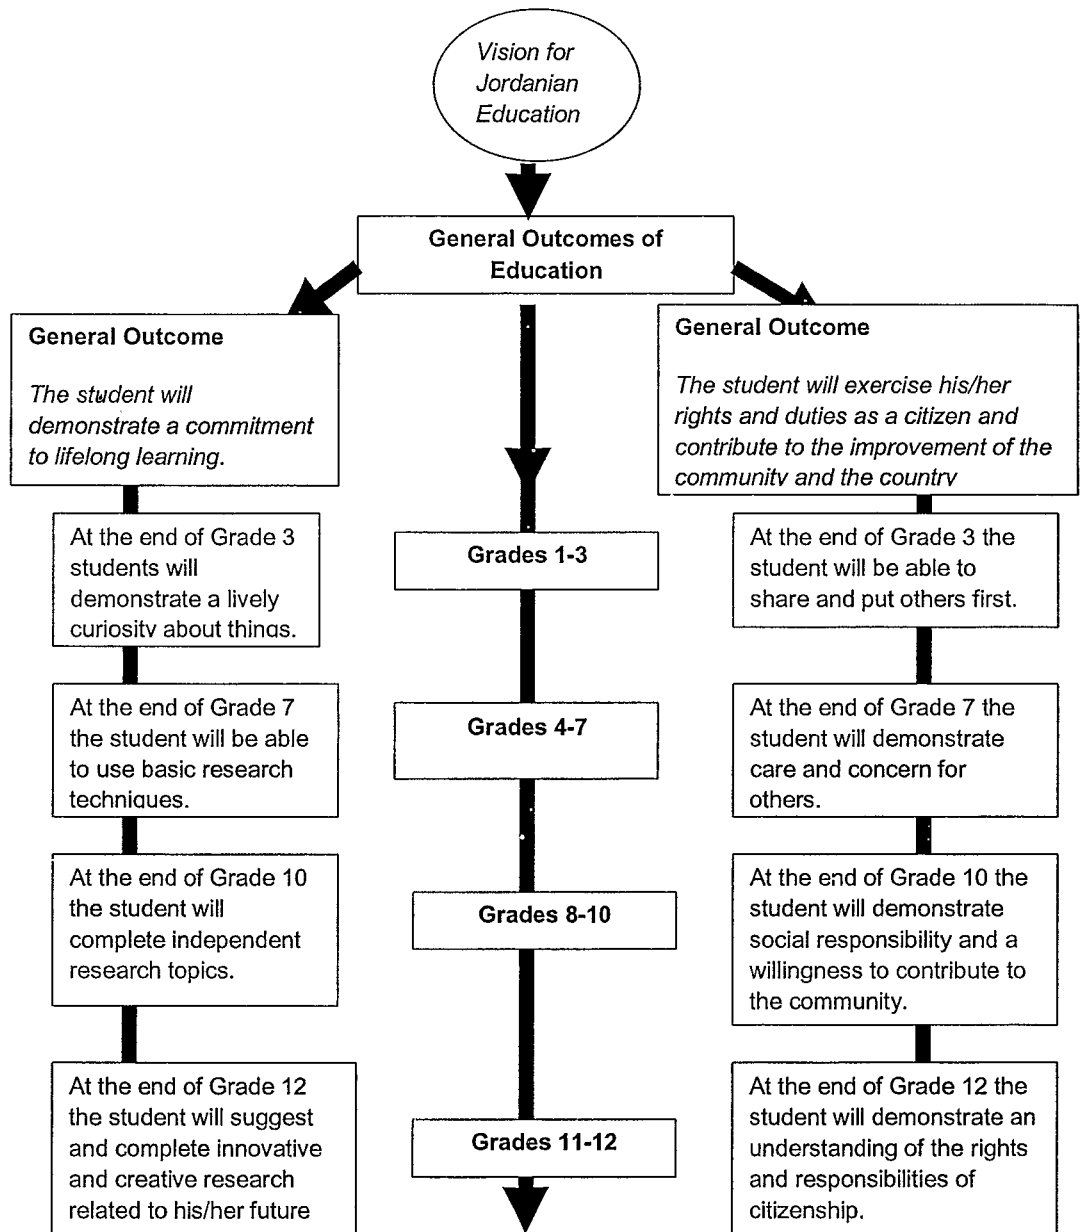 Vision for
Jordanian
Education
General Outcomes of
Education
General Outcome
The student will
demonstrate a commitment
to lifelong learning.
General Outcome
The student will exercise his/her
rights and duties as a citizen and
contribute to the improvement of the
community and the country
At the end of Grade 3
students will
demonstrate a lively
curiosity about things.
Grades 1-3
At the end of Grade 3 the
student will be able to
share and put others first.
At the end of Grade 7
the student will be able
to use basic research
techniques.
Grades 4-7
At the end of Grade 7 the
student will demonstrate
care and concern for
others.
At the end of Grade 10
the student will
complete independent
research topics.
Grades 8-10
At the end of Grade 10 the
student will demonstrate
social responsibility and a
willingness to contribute to
the community.
At the end of Grade 12
the student will suggest
and complete innovative
and creative research
related to his/her future
Grades 11-12
At the end of Grade 12 the
student will demonstrate an
understanding of the rights
and responsibilities of
citizenship.